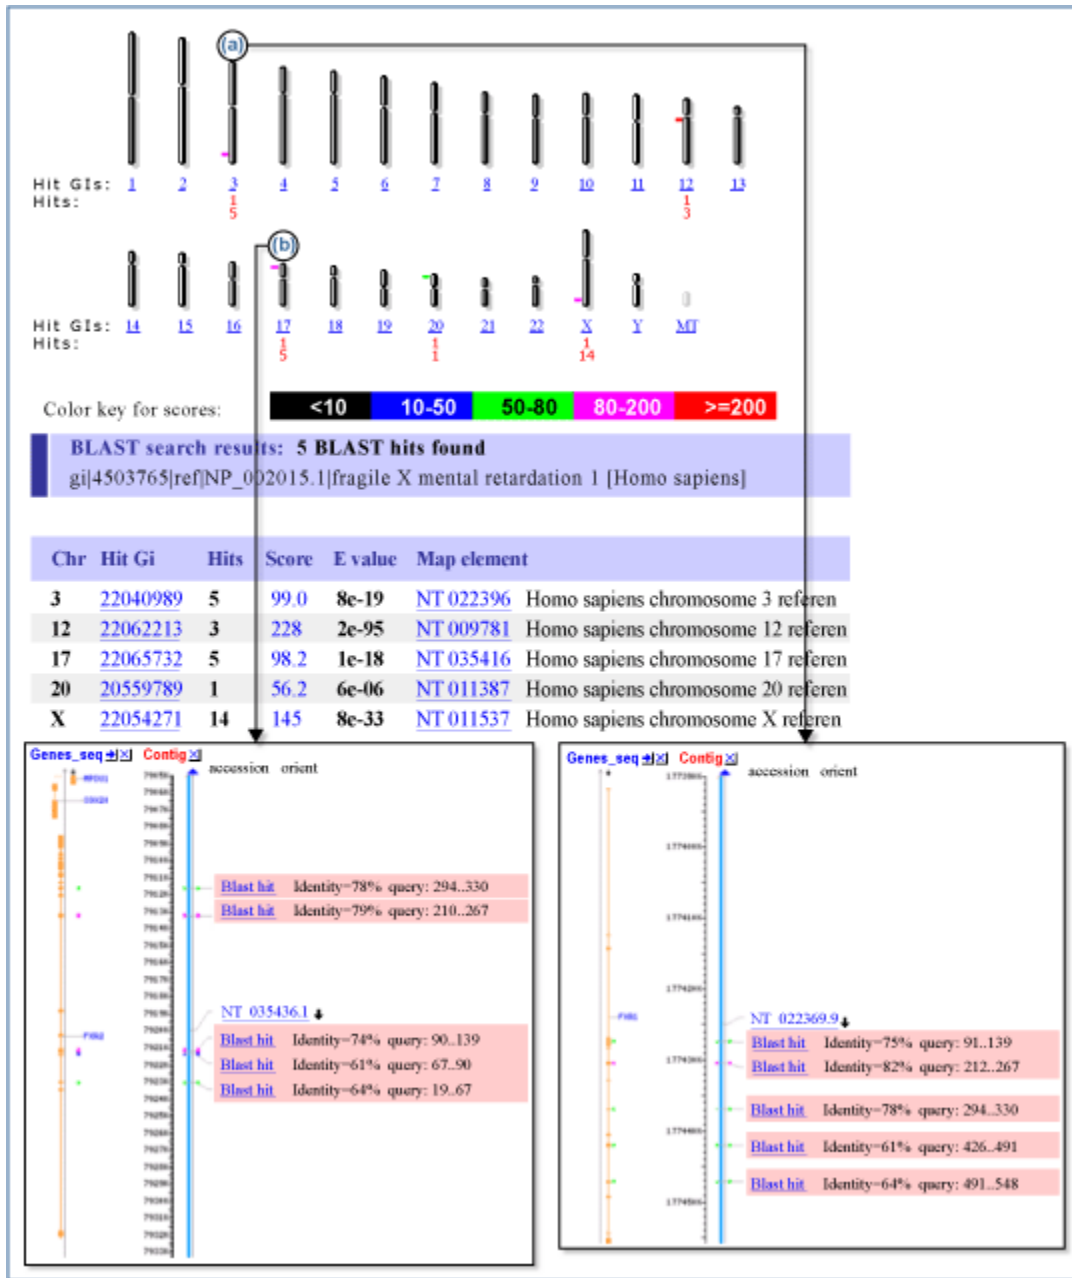 (a)
Hit GIs: 1 2 3 4 5 6 7 8 9 10 11 12 13
Hits: 1 1
5 3
(b)
Hit GIs: 14 15 16 17 18 19 20 21 22 X Y MT
Hits: 1 1 1
5 1 14
Color key for scores: <10 10-50 50-80 80-200 >=200
BLAST search results: 5 BLAST hits found
gi|4503765|ref|NP_002015.1|fragile X mental retardation 1 [Homo sapiens]
Chr Hit Gi Hits Score E value Map element
3 22040989 5 99.0 8e-19 NT 022396 Homo sapiens chromosome 3 referen
12 22062213 3 228 2e-95 NT 009781 Homo sapiens chromosome 12 referen
17 22065732 5 98.2 1e-18 NT 035416 Homo sapiens chromosome 17 referen
20 20559789 1 56.2 6e-06 NT 011387 Homo sapiens chromosome 20 referen
X 22054271 14 145 8e-33 NT 011537 Homo sapiens chromosome X referen
Genes_seq Contig
accession orient
Blast hit Identity=78% query: 294..330
Blast hit Identity=79% query: 210..267
NT 035436.1
Blast hit Identity=74% query: 90..139
Blast hit Identity=61% query: 67..90
Blast hit Identity=64% query: 19..67
Genes_seq Contig
accession orient
NT 022369.9
Blast hit Identity=75% query: 91..139
Blast hit Identity=82% query: 212..267
Blast hit Identity=78% query: 294..330
Blast hit Identity=61% query: 426..491
Blast hit Identity=64% query: 491..548